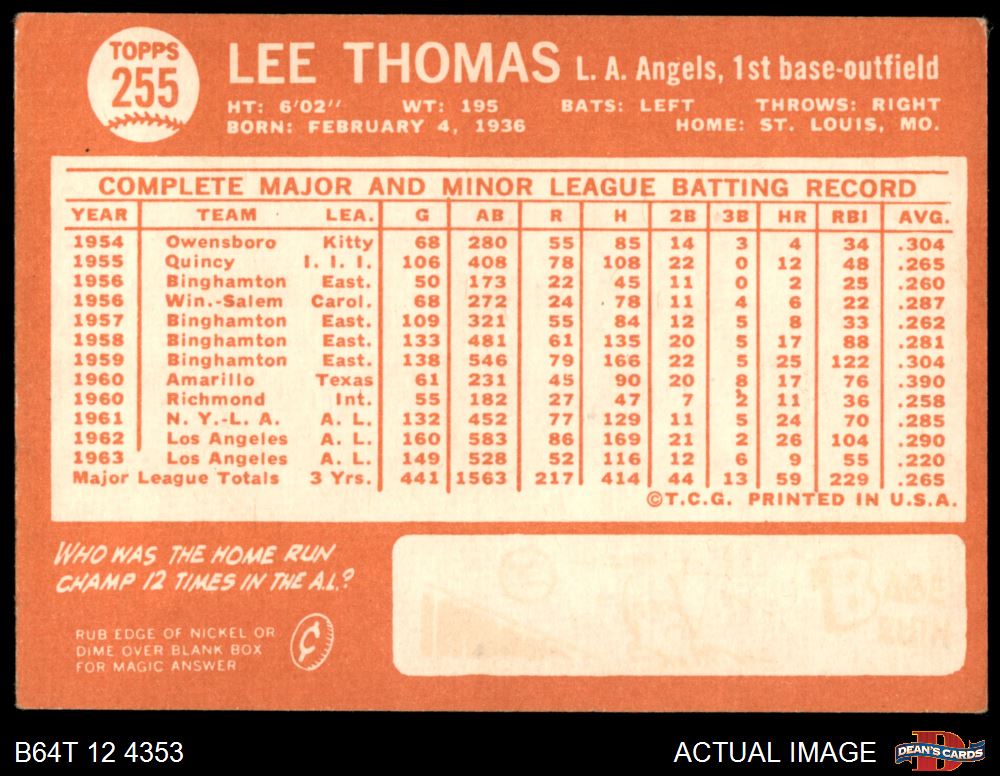 TOPPS
255
LEE THOMAS L. A. Angels, 1st base-outfield
HT: 6'02" WT: 195 BATS: LEFT THROWS: RIGHT
BORN: FEBRUARY 4, 1936 HOME: ST. LOUIS, MO.
COMPLETE MAJOR AND MINOR LEAGUE BATTING RECORD
YEAR TEAM LEA. G AB R H 2B 3B HR RBI AVG.
1954 Owensboro Kitty 68 280 55 85 14 3 4 34 .304
1955 Quincy I. I. I. 106 408 78 108 22 0 12 48 .265
1956 Binghamton East. 50 173 22 45 11 0 2 25 .260
1956 Win.-Salem Carol. 68 272 24 78 11 4 6 22 .287
1957 Binghamton East. 109 321 55 84 12 5 8 33 .262
1958 Binghamton East. 133 481 61 135 20 5 17 88 .281
1959 Binghamton East. 138 546 79 166 22 5 25 122 .304
1960 Amarillo Texas 61 231 45 90 20 8 17 76 .390
1960 Richmond Int. 55 182 27 47 7 2 11 36 .258
1961 N. Y.-L. A. A. L. 132 452 77 129 11 5 24 70 .285
1962 Los Angeles A. L. 160 583 86 169 21 2 26 104 .290
1963 Los Angeles A. L. 149 528 52 116 12 6 9 55 .220
Major League Totals 3 Yrs. 441 1563 217 414 44 13 59 229 .265
©T.C.G. PRINTED IN U.S.A.
WHO WAS THE HOME RUN
CHAMP 12 TIMES IN THE A.L.?
RUB EDGE OF NICKEL OR
DIME OVER BLANK BOX
FOR MAGIC ANSWER
B64T 12 4353 ACTUAL IMAGE DEAN'S CARDS